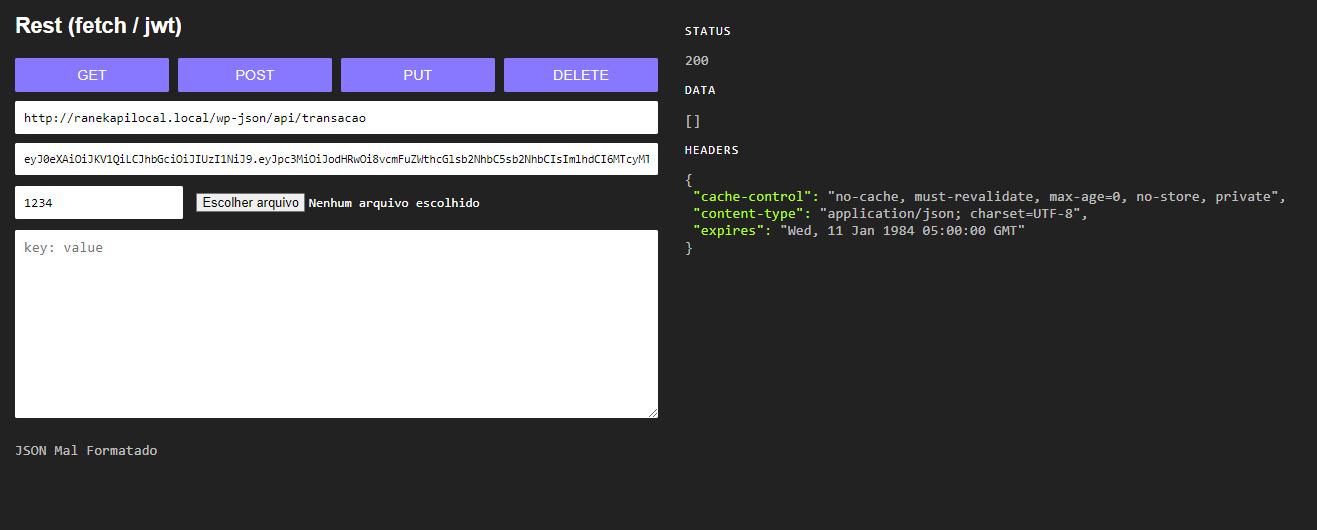 Rest (fetch / jwt)
GET POST PUT DELETE
http://ranekapilocal.local/wp-json/api/transacao
eyJ0eXAiOiJKV1QiLCJhbGciOiJIUzI1NiJ9.eyJpc3MiOiJodHRwOi8vcmFuZWthcGlsb2NhbC5sb2NhbCIsImlhdCI6MTcyMT
1234 Escolher arquivo Nenhum arquivo escolhido
key: value
JSON Mal Formatado
STATUS
200
DATA
[]
HEADERS
{
"cache-control": "no-cache, must-revalidate, max-age=0, no-store, private",
"content-type": "application/json; charset=UTF-8",
"expires": "Wed, 11 Jan 1984 05:00:00 GMT"
}